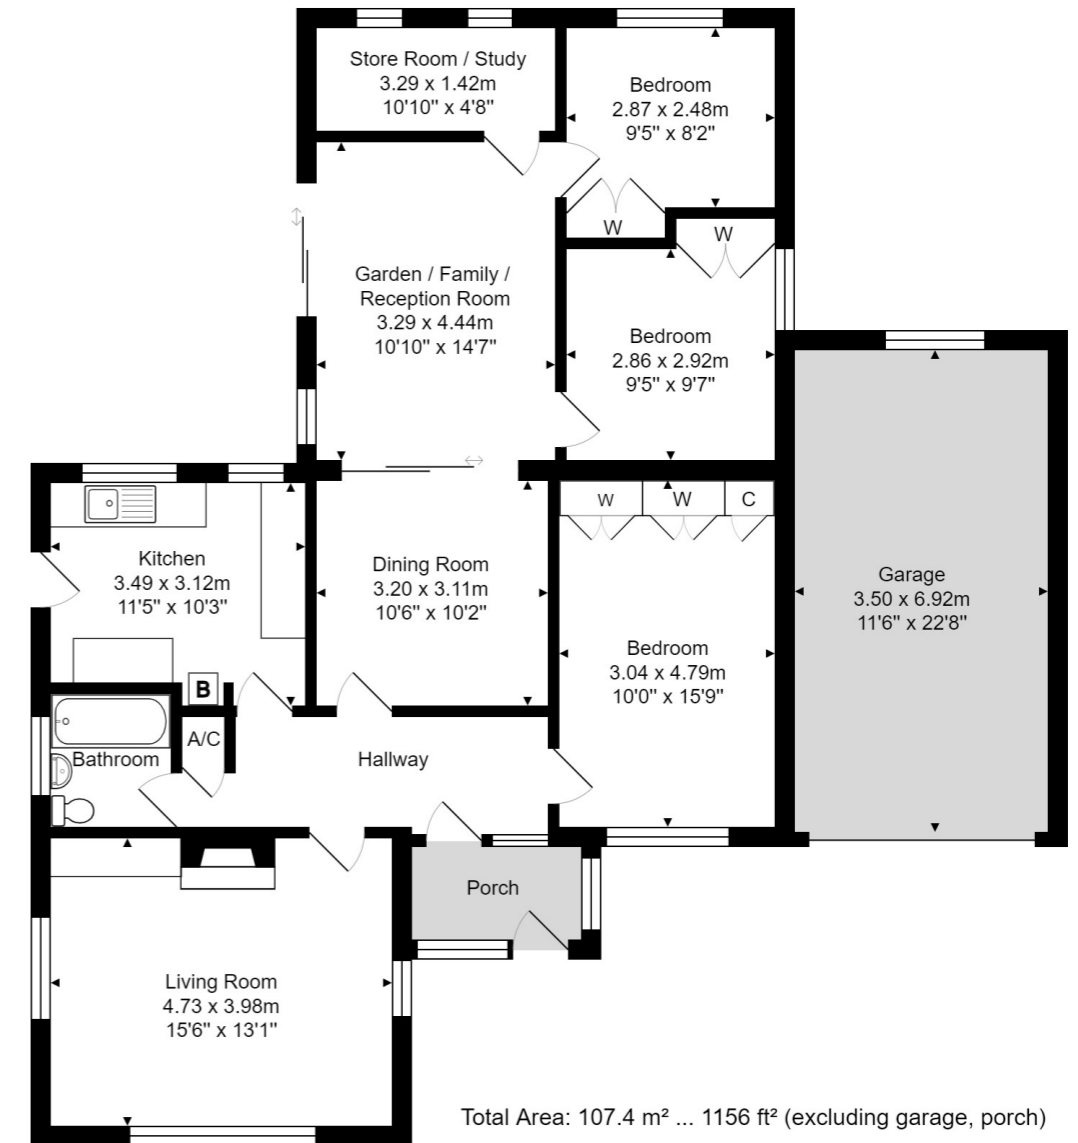 Store Room / Study
3.29 x 1.42m
10'10" x 4'8"
Bedroom
2.87 x 2.48m
9'5" x 8'2"
W
W
Garden / Family /
Reception Room
3.29 x 4.44m
10'10" x 14'7"
Bedroom
2.86 x 2.92m
9'5" x 9'7"
Kitchen
3.49 x 3.12m
11'5" x 10'3"
B
Dining Room
3.20 x 3.11m
10'6" x 10'2"
W
W
C
Bedroom
3.04 x 4.79m
10'0" x 15'9"
Garage
3.50 x 6.92m
11'6" x 22'8"
A/C
Bathroom
Hallway
Porch
Living Room
4.73 x 3.98m
15'6" x 13'1"
Total Area: 107.4 m² ... 1156 ft² (excluding garage, porch)